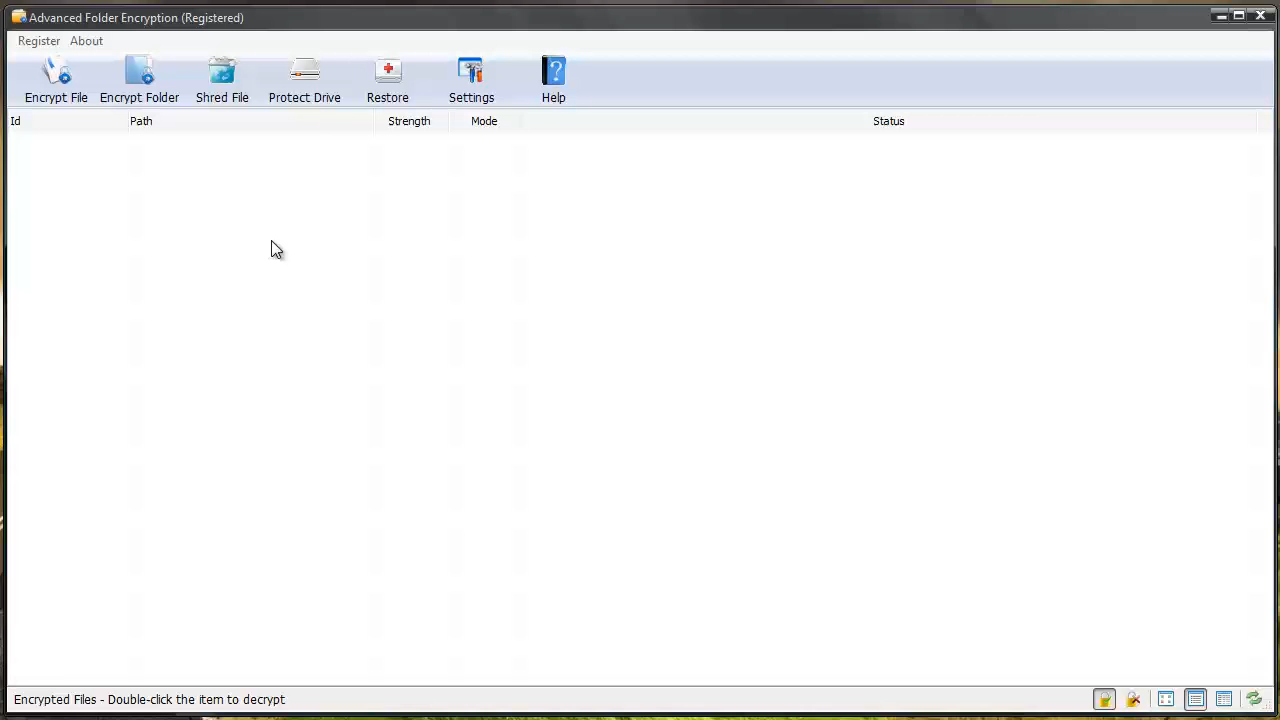 Advanced Folder Encryption (Registered)
Register About
Encrypt File Encrypt Folder Shred File Protect Drive Restore Settings Help
Id Path Strength Mode Status
Encrypted Files - Double-click the item to decrypt